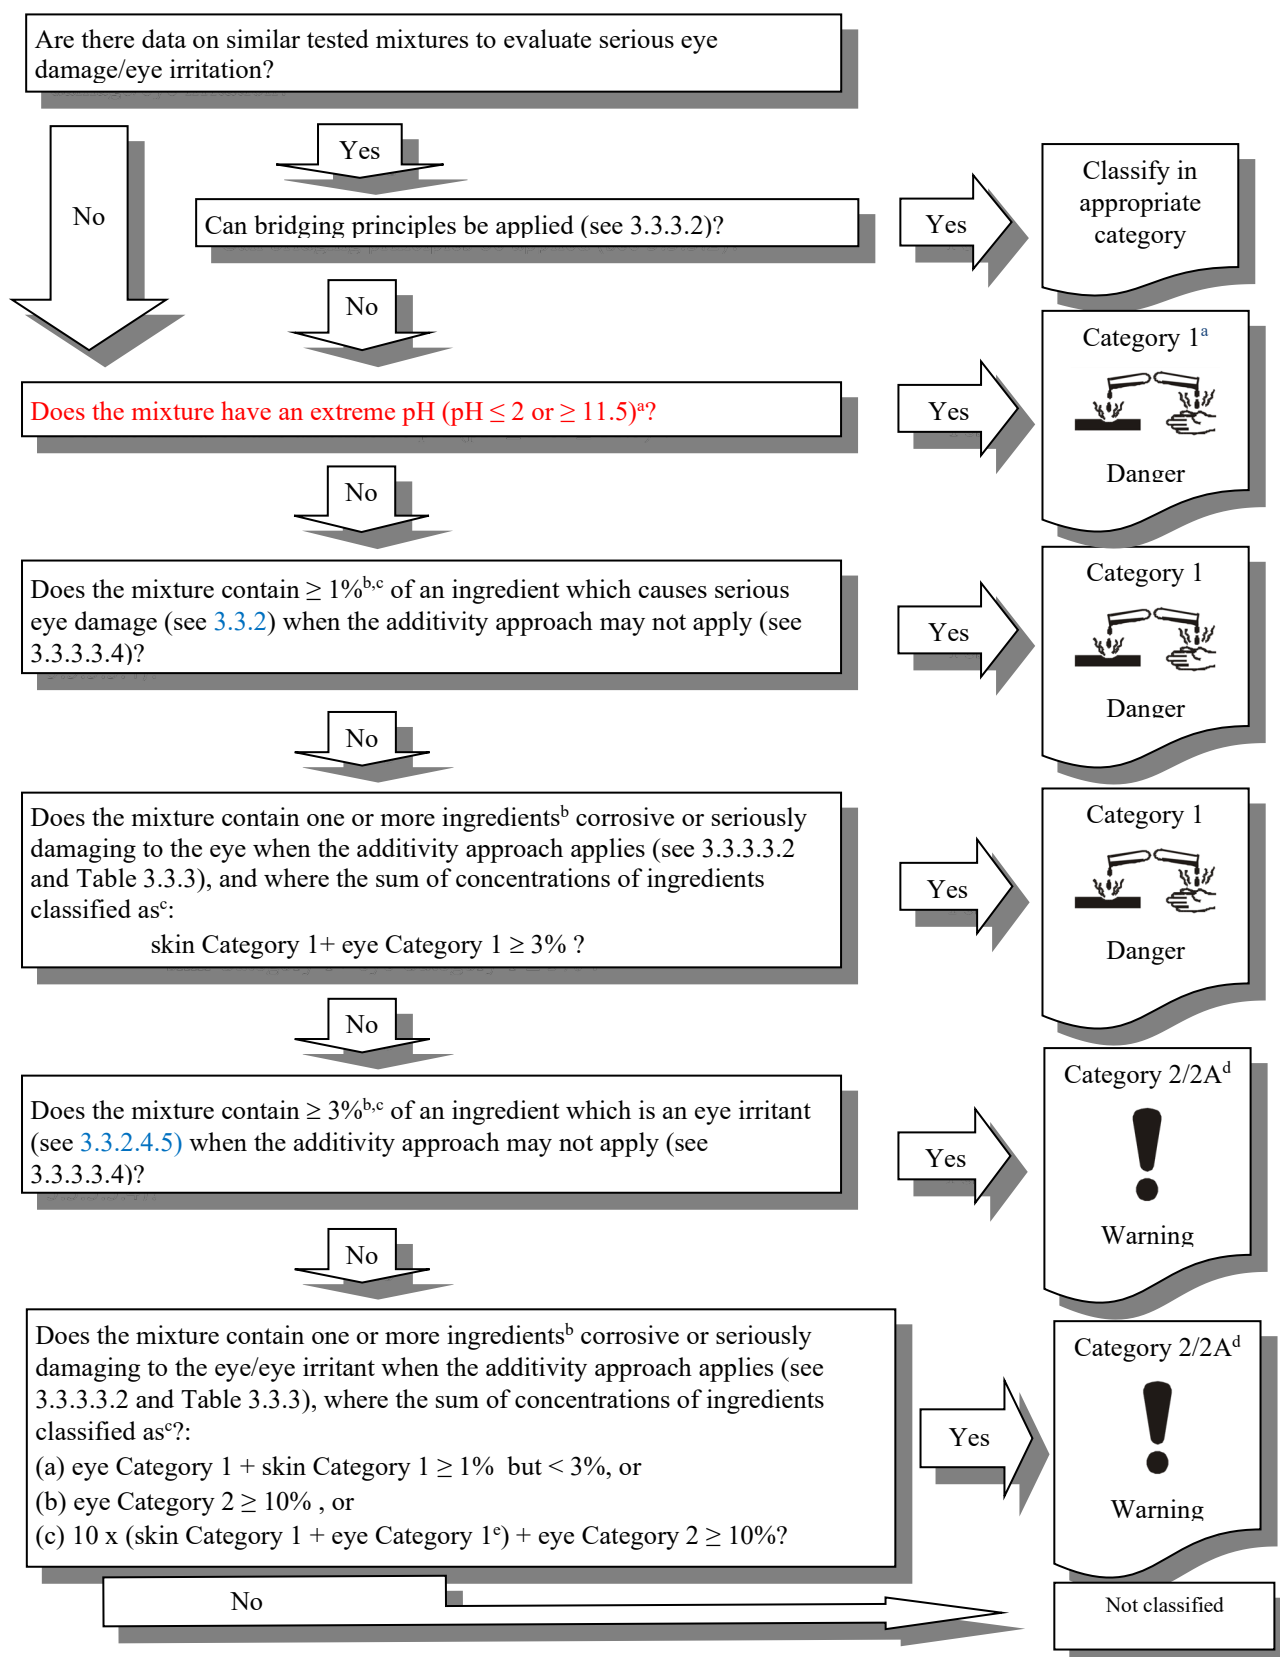 Are there data on similar tested mixtures to evaluate serious eye
damage/eye irritation?
No
Yes
Can bridging principles be applied (see 3.3.3.2)?
Yes
Classify in
appropriate
category
No
Does the mixture have an extreme pH (pH ≤ 2 or ≥ 11.5)ᵃ?
Yes
Category 1ᵃ
Danger
No
Does the mixture contain ≥ 1%ᵇ,ᶜ of an ingredient which causes serious
eye damage (see 3.3.2) when the additivity approach may not apply (see
3.3.3.3.4)?
Yes
Category 1
Danger
No
Does the mixture contain one or more ingredientsᵇ corrosive or seriously
damaging to the eye when the additivity approach applies (see 3.3.3.3.2
and Table 3.3.3), and where the sum of concentrations of ingredients
classified asᶜ:
skin Category 1+ eye Category 1 ≥ 3% ?
Yes
Category 1
Danger
No
Does the mixture contain ≥ 3%ᵇ,ᶜ of an ingredient which is an eye irritant
(see 3.3.2.4.5) when the additivity approach may not apply (see
3.3.3.3.4)?
Yes
Category 2/2Aᵈ
Warning
No
Does the mixture contain one or more ingredientsᵇ corrosive or seriously
damaging to the eye/eye irritant when the additivity approach applies (see
3.3.3.3.2 and Table 3.3.3), where the sum of concentrations of ingredients
classified asᶜ?:
(a) eye Category 1 + skin Category 1 ≥ 1% but < 3%, or
(b) eye Category 2 ≥ 10% , or
(c) 10 x (skin Category 1 + eye Category 1ᵉ) + eye Category 2 ≥ 10%?
Yes
Category 2/2Aᵈ
Warning
No
Not classified